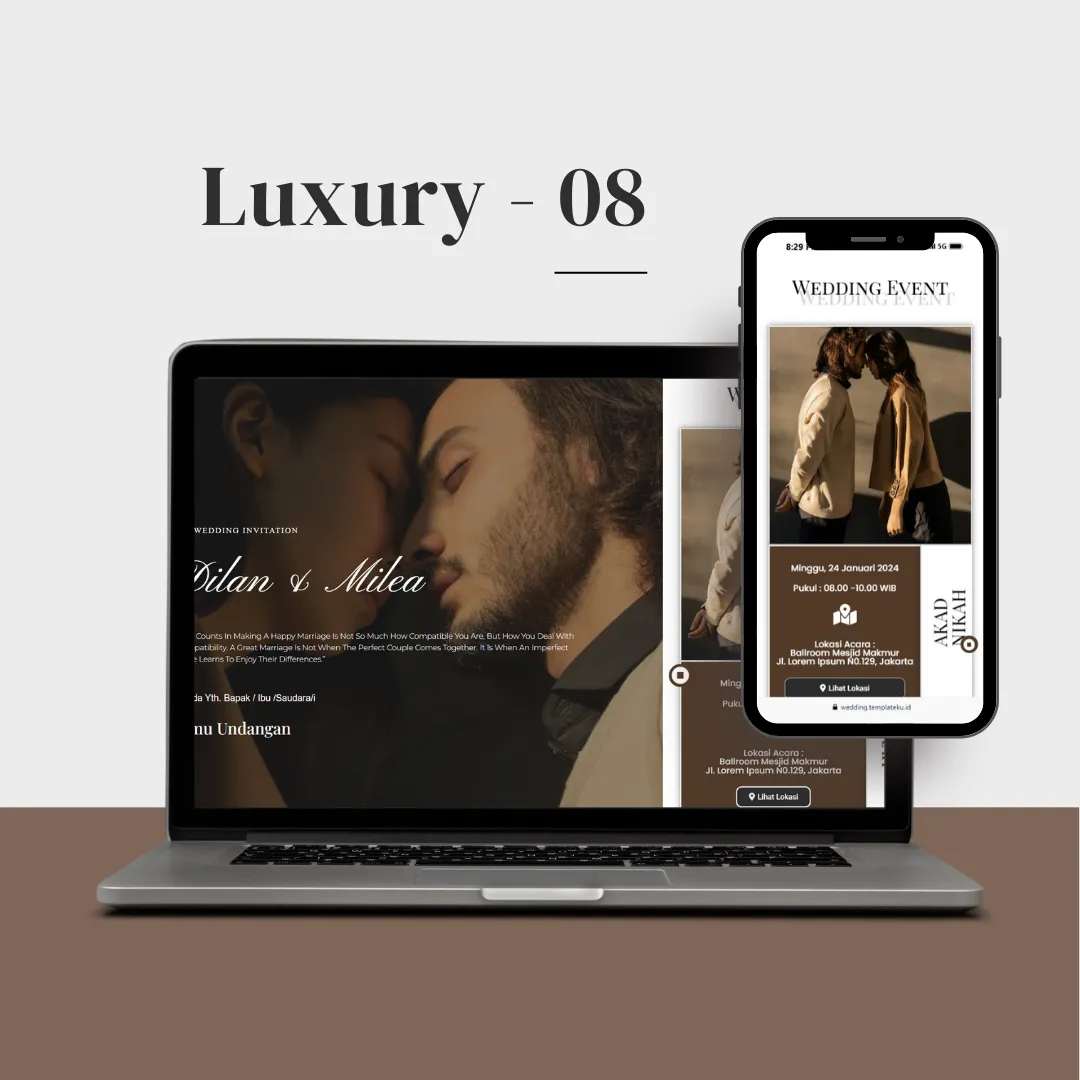 Luxury - 08
WEDDING INVITATION
Dilan & Milea
Counts In Making A Happy Marriage Is Not So Much How Compatible You Are, But How You Deal With
patibility. A Great Marriage Is Not When The Perfect Couple Comes Together. It Is When An Imperfect
e Learns To Enjoy Their Differences."
da Yth. Bapak / Ibu /Saudara/i
mu Undangan
W
Ming
Puku
Lokasi Acara :
Ballroom Mesjid Makmur
Jl. Lorem Ipsum N0.129, Jakarta
Lihat Lokasi
8:29
5G
WEDDING EVENT
WEDDING EVENT
Minggu, 24 Januari 2024
Pukul : 08.00 -10.00 WIB
AKAD
NIKAH
Lokasi Acara :
Ballroom Mesjid Makmur
Jl. Lorem Ipsum N0.129, Jakarta
Lihat Lokasi
wedding.templateku.id